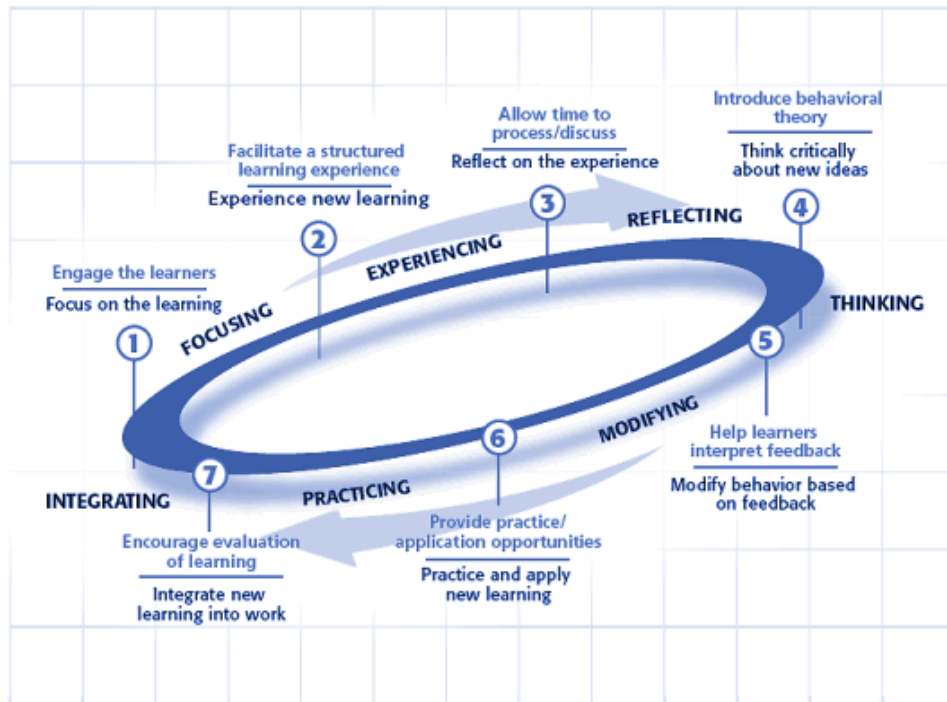 Engage the learners
Focus on the learning
1
FOCUSING
Facilitate a structured
learning experience
Experience new learning
2
EXPERIENCING
Allow time to
process/discuss
Reflect on the experience
3
REFLECTING
Introduce behavioral
theory
Think critically
about new ideas
4
THINKING
5
Help learners
interpret feedback
Modify behavior based
on feedback
MODIFYING
6
Provide practice/
application opportunities
Practice and apply
new learning
PRACTICING
7
Encourage evaluation
of learning
Integrate new
learning into work
INTEGRATING